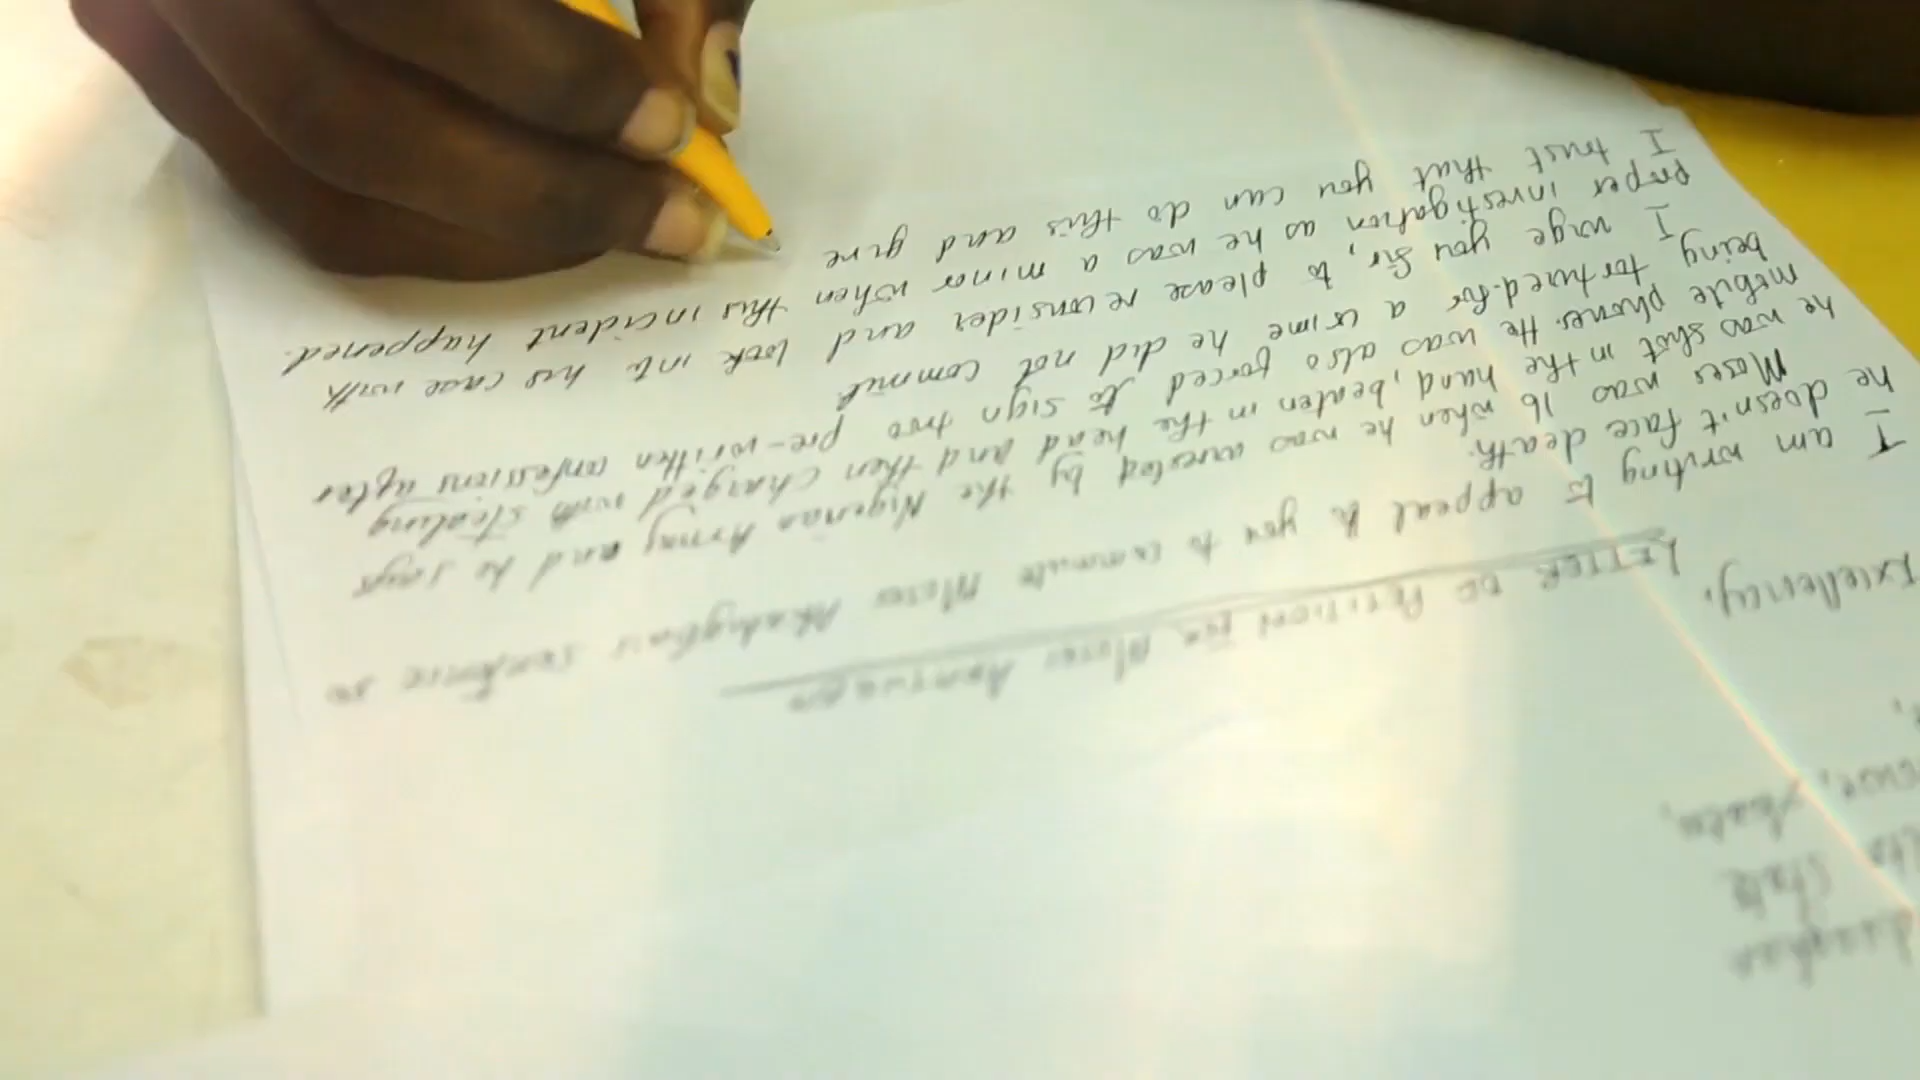 State
Excellency,
LETTER OF PETITION FOR Moses
I am writing to appeal to you to commute Moses Akatugba's sentence so
he doesn't face death.
Moses was 16 when he was arrested by the Nigerian Army and he says
he was shot in the hand, beaten in the head and then charged with stealing
mobile phones. He was also forced to sign two pre-written confessions after
being tortured for a crime he did not commit
I urge you Sir, to please reconsider and look into his case with
proper investigation as he was a minor when this incident happened.
I trust that you can do this and give